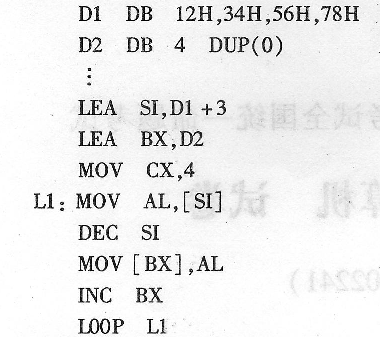 D1 DB 12H,34H,56H,78H
D2 DB 4 DUP(0)
⋮
LEA SI,D1 +3
LEA BX,D2
MOV CX,4
L1: MOV AL,[SI]
DEC SI
MOV [BX],AL
INC BX
LOOP L1